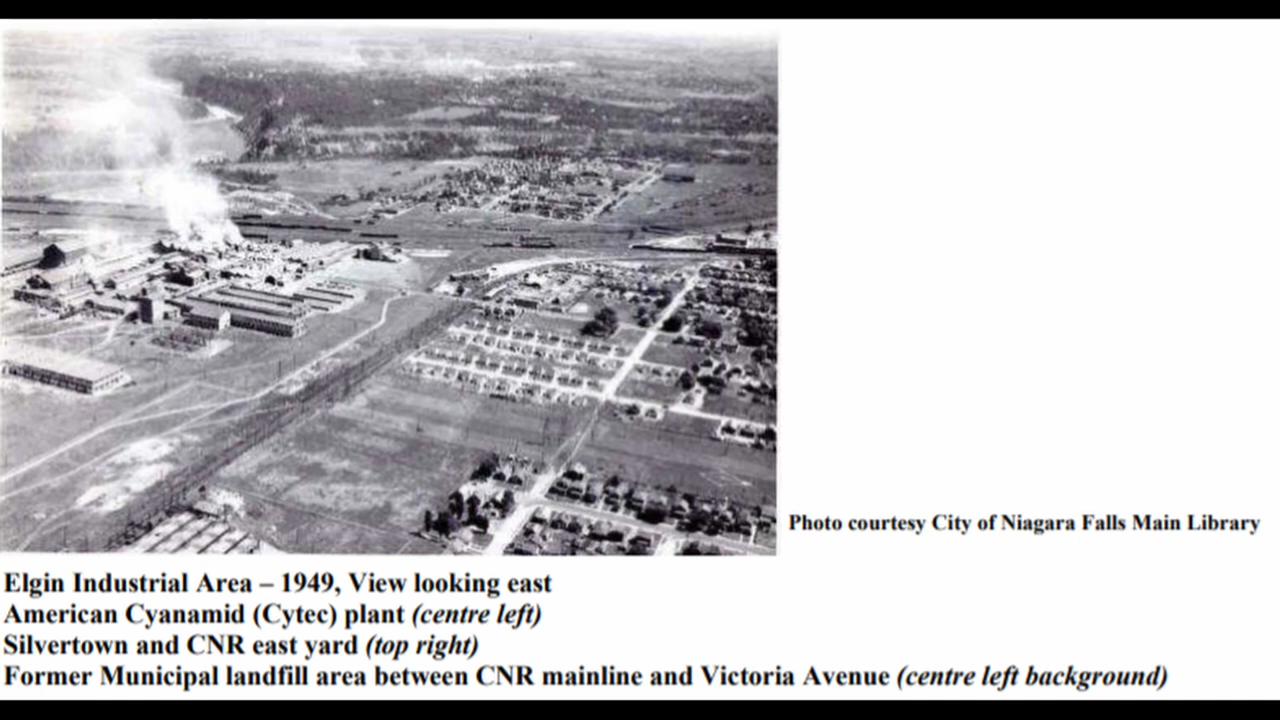 Photo courtesy City of Niagara Falls Main Library
Elgin Industrial Area – 1949, View looking east
American Cyanamid (Cytec) plant (centre left)
Silvertown and CNR east yard (top right)
Former Municipal landfill area between CNR mainline and Victoria Avenue (centre left background)